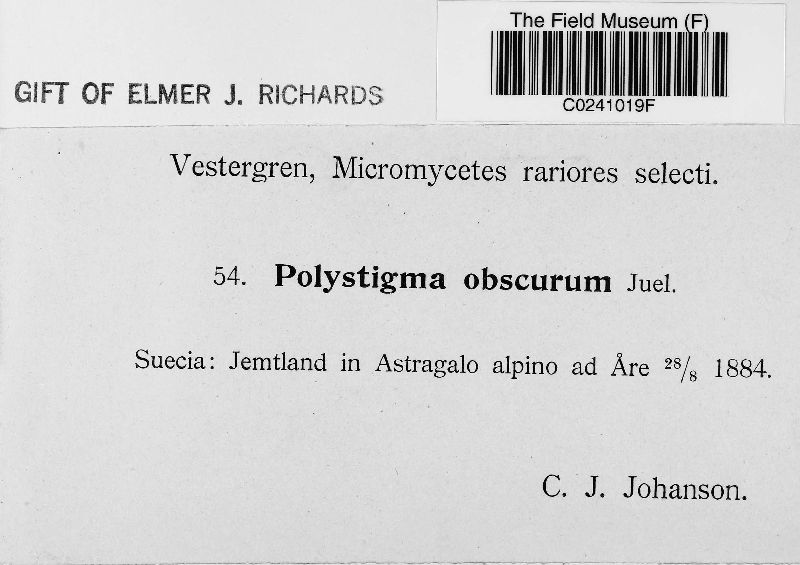 The Field Museum (F)
C0241019F
GIFT OF ELMER J. RICHARDS
Vestergren, Micromycetes rariores selecti.
54. Polystigma obscurum Juel.
Suecia: Jemtland in Astragalo alpino ad Åre 28/8 1884.
C. J. Johanson.